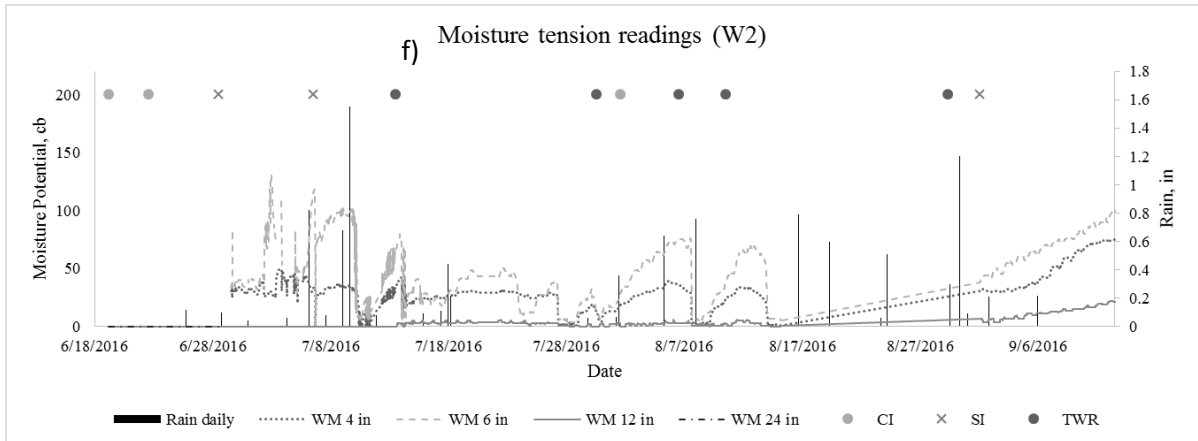 f) Moisture tension readings (W2)
Moisture Potential, cb
200
150
100
50
0
1.8
1.6
1.4
1.2
1
0.8
0.6
0.4
0.2
0
Rain, in
6/18/2016 6/28/2016 7/8/2016 7/18/2016 7/28/2016 8/7/2016 8/17/2016 8/27/2016 9/6/2016
Date
Rain daily WM 4 in WM 6 in WM 12 in WM 24 in CI SI TWR